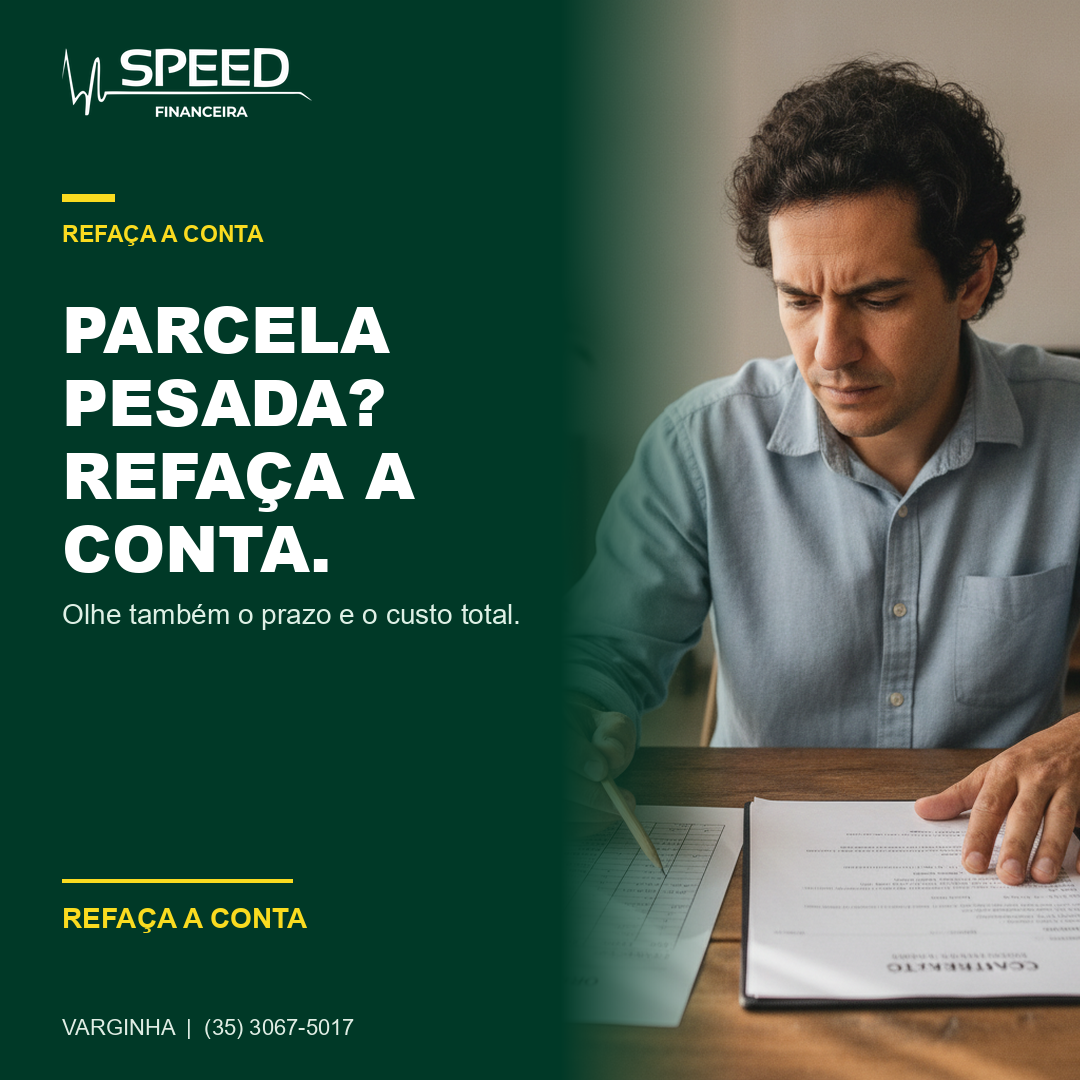 SPEED
FINANCEIRA
REFAÇA A CONTA
PARCELA
PESADA?
REFAÇA A
CONTA.
Olhe também o prazo e o custo total.
REFAÇA A CONTA
VARGINHA | (35) 3067-5017